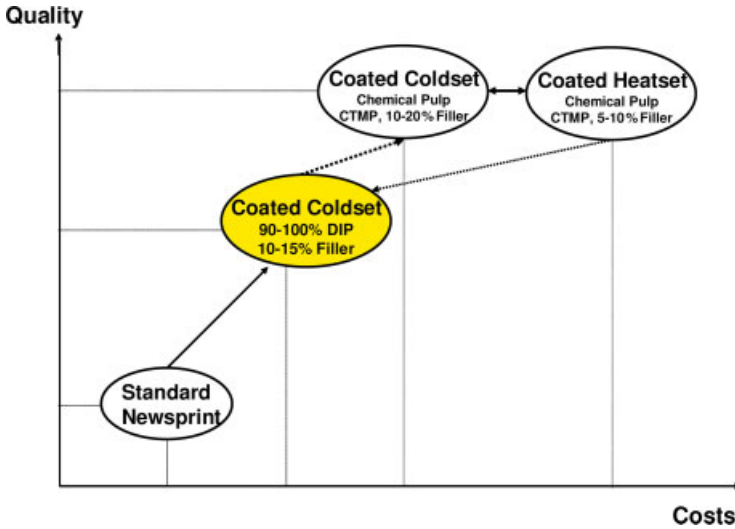 Quality
Coated Coldset
Chemical Pulp
CTMP, 10-20% Filler
Coated Heatset
Chemical Pulp
CTMP, 5-10% Filler
Coated Coldset
90-100% DIP
10-15% Filler
Standard
Newsprint
Costs